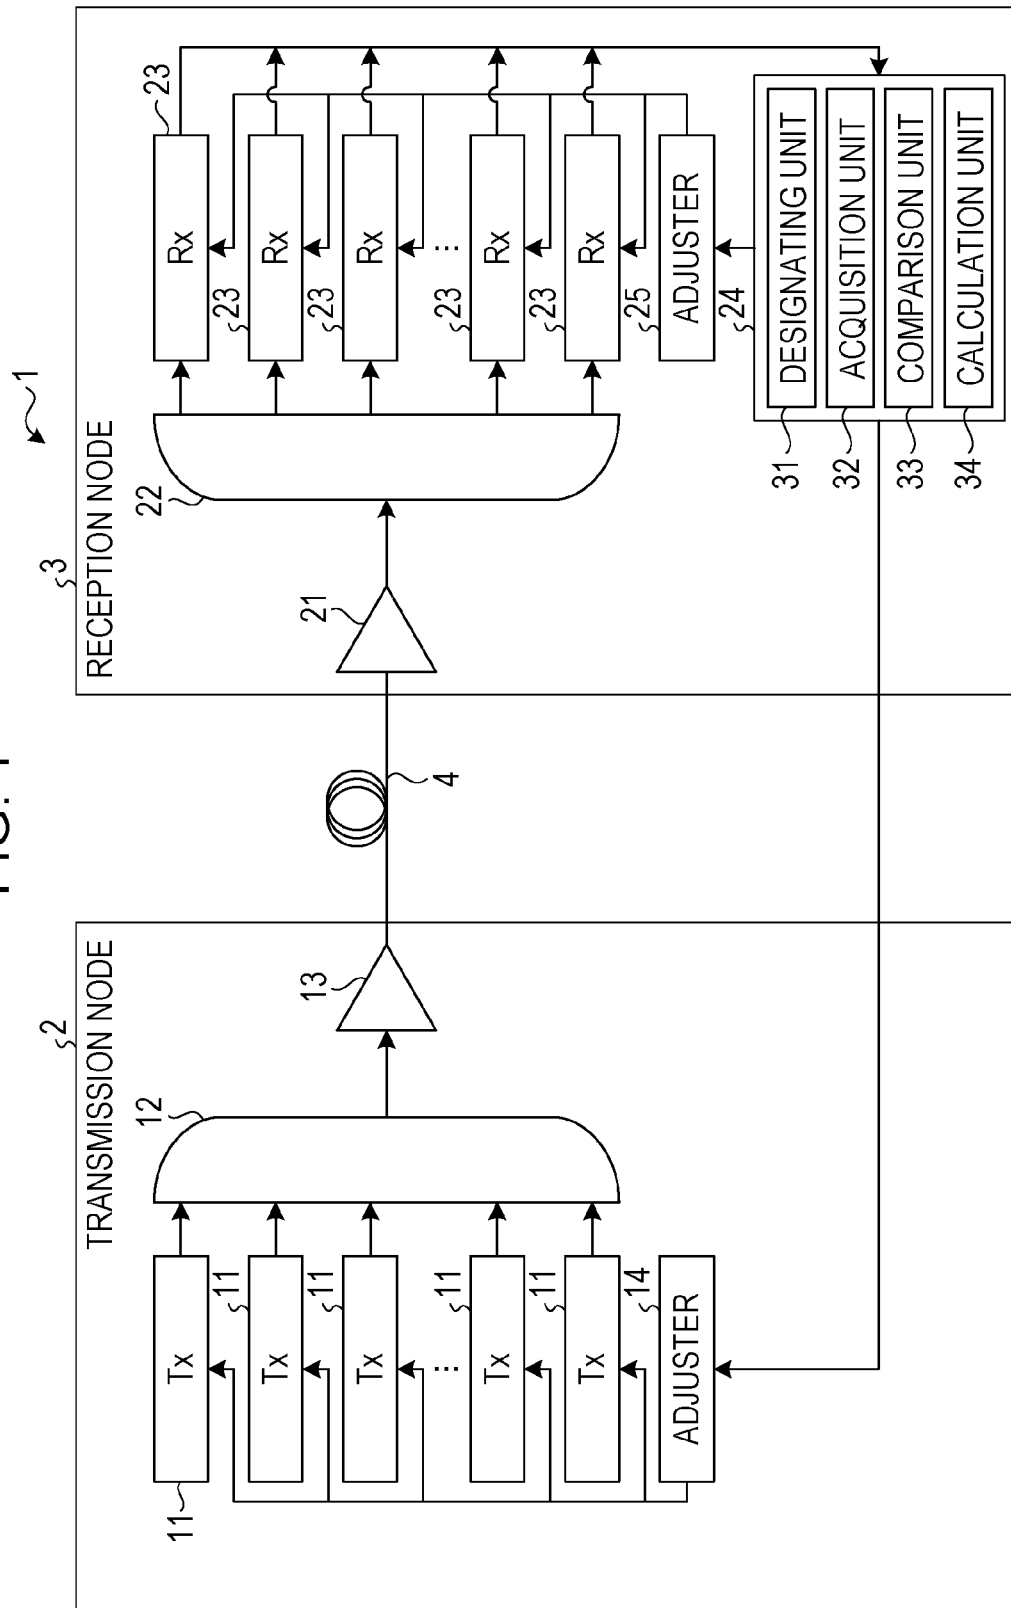 FIG. 1
1
2
TRANSMISSION NODE
3
RECEPTION NODE
11
Tx
11
Tx
11
Tx
...
11
Tx
11
Tx
14
ADJUSTER
12
13
4
21
22
23
Rx
23
Rx
23
Rx
...
23
Rx
23
Rx
25
ADJUSTER
24
31
DESIGNATING UNIT
32
ACQUISITION UNIT
33
COMPARISON UNIT
34
CALCULATION UNIT